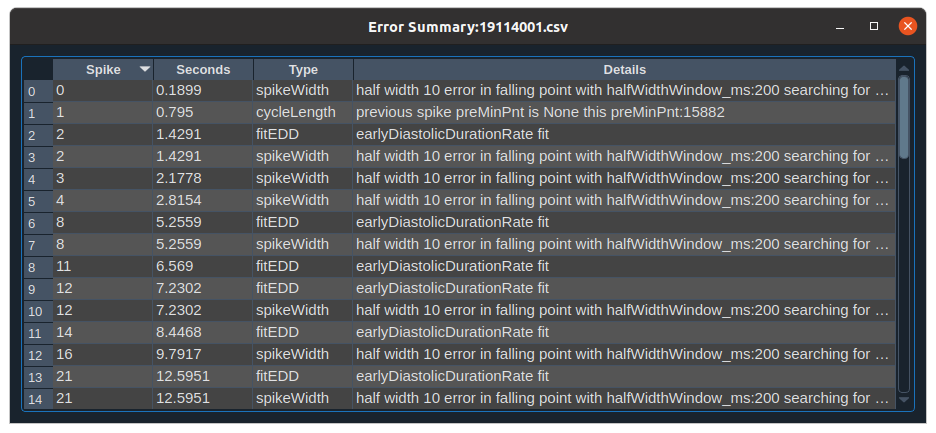 Error Summary:19114001.csv
Spike Seconds Type Details
0 0 0.1899 spikeWidth half width 10 error in falling point with halfWidthWindow_ms:200 searching for ...
1 1 0.795 cycleLength previous spike preMinPnt is None this preMinPnt:15882
2 2 1.4291 fitEDD earlyDiastolicDurationRate fit
3 2 1.4291 spikeWidth half width 10 error in falling point with halfWidthWindow_ms:200 searching for ...
4 3 2.1778 spikeWidth half width 10 error in falling point with halfWidthWindow_ms:200 searching for ...
5 4 2.8154 spikeWidth half width 10 error in falling point with halfWidthWindow_ms:200 searching for ...
6 8 5.2559 fitEDD earlyDiastolicDurationRate fit
7 8 5.2559 spikeWidth half width 10 error in falling point with halfWidthWindow_ms:200 searching for ...
8 11 6.569 fitEDD earlyDiastolicDurationRate fit
9 12 7.2302 fitEDD earlyDiastolicDurationRate fit
10 12 7.2302 spikeWidth half width 10 error in falling point with halfWidthWindow_ms:200 searching for ...
11 14 8.4468 fitEDD earlyDiastolicDurationRate fit
12 16 9.7917 spikeWidth half width 10 error in falling point with halfWidthWindow_ms:200 searching for ...
13 21 12.5951 fitEDD earlyDiastolicDurationRate fit
14 21 12.5951 spikeWidth half width 10 error in falling point with halfWidthWindow_ms:200 searching for ...